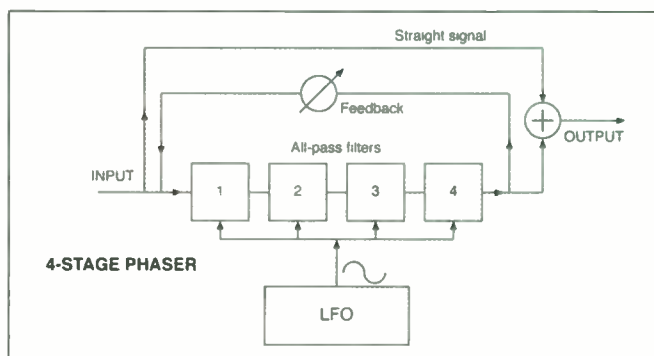 Straight signal
Feedback
OUTPUT
All-pass filters
INPUT
1 2 3 4
4-STAGE PHASER
LFO